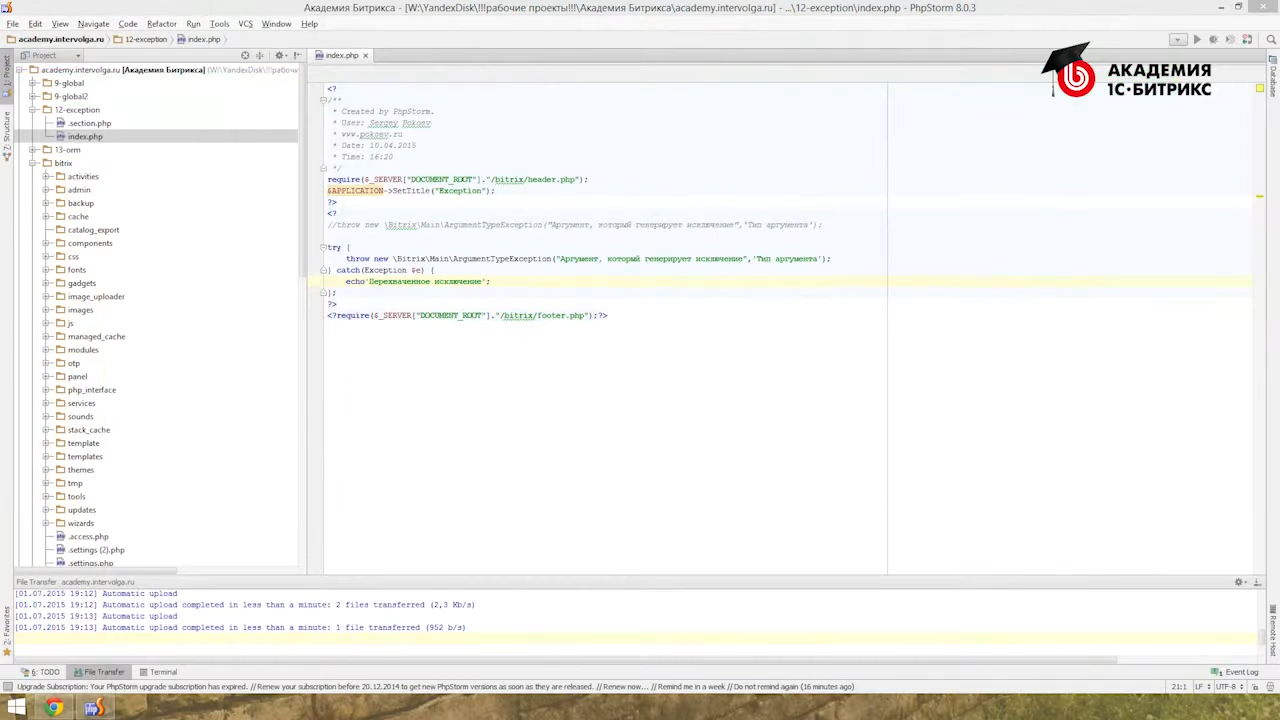 Академия Битрикса - [W:\YandexDisk\!!!рабочие проекты!!!\academy.intervolga.ru] - ...\12-exception\index.php - PhpStorm 8.0.3
File Edit View Navigate Code Refactor Run Tools VCS Window Help
academy.intervolga.ru 12-exception index.php
Project
index.php
АКАДЕМИЯ
1С·БИТРИКС
1: Project
Z: Structure
2: Favorites
Database
Remote Host
academy.intervolga.ru [Академия Битрикса] (W:\YandexDisk\!!!рабочи
9-global
9-global2
12-exception
.section.php
index.php
13-orm
bitrix
activities
admin
backup
cache
catalog_export
components
css
fonts
gadgets
image_uploader
images
js
managed_cache
modules
otp
panel
php_interface
services
sounds
stack_cache
template
templates
themes
tmp
tools
updates
wizards
.access.php
.settings (2).php
.settings.php
<?
/**
* Created by PhpStorm.
* User: Sergey Pokoev
* www.pokoev.ru
* Date: 10.04.2015
* Time: 16:20
*/
require($_SERVER["DOCUMENT_ROOT"]."/bitrix/header.php");
$APPLICATION->SetTitle("Exception");
?>
<?
//throw new \Bitrix\Main\ArgumentTypeException("Аргумент, который генерирует исключение",'Тип аргумента');
try {
throw new \Bitrix\Main\ArgumentTypeException("Аргумент, который генерирует исключение",'Тип аргумента');
} catch(Exception $e) {
echo'Перехваченное исключение';
};
?>
<?require($_SERVER["DOCUMENT_ROOT"]."/bitrix/footer.php");?>
File Transfer academy.intervolga.ru
[01.07.2015 19:12] Automatic upload
[01.07.2015 19:12] Automatic upload completed in less than a minute: 2 files transferred (2,3 Kb/s)
[01.07.2015 19:13] Automatic upload
[01.07.2015 19:13] Automatic upload completed in less than a minute: 1 file transferred (952 b/s)
6: TODO File Transfer Terminal Event Log
Upgrade Subscription: Your PhpStorm upgrade subscription has expired. // Renew your subscription before 20.12.2014 to get new PhpStorm versions as soon as they are released. // Renew now... // Remind me in a week // Do not remind again (16 minutes ago) 21:1 LF UTF-8